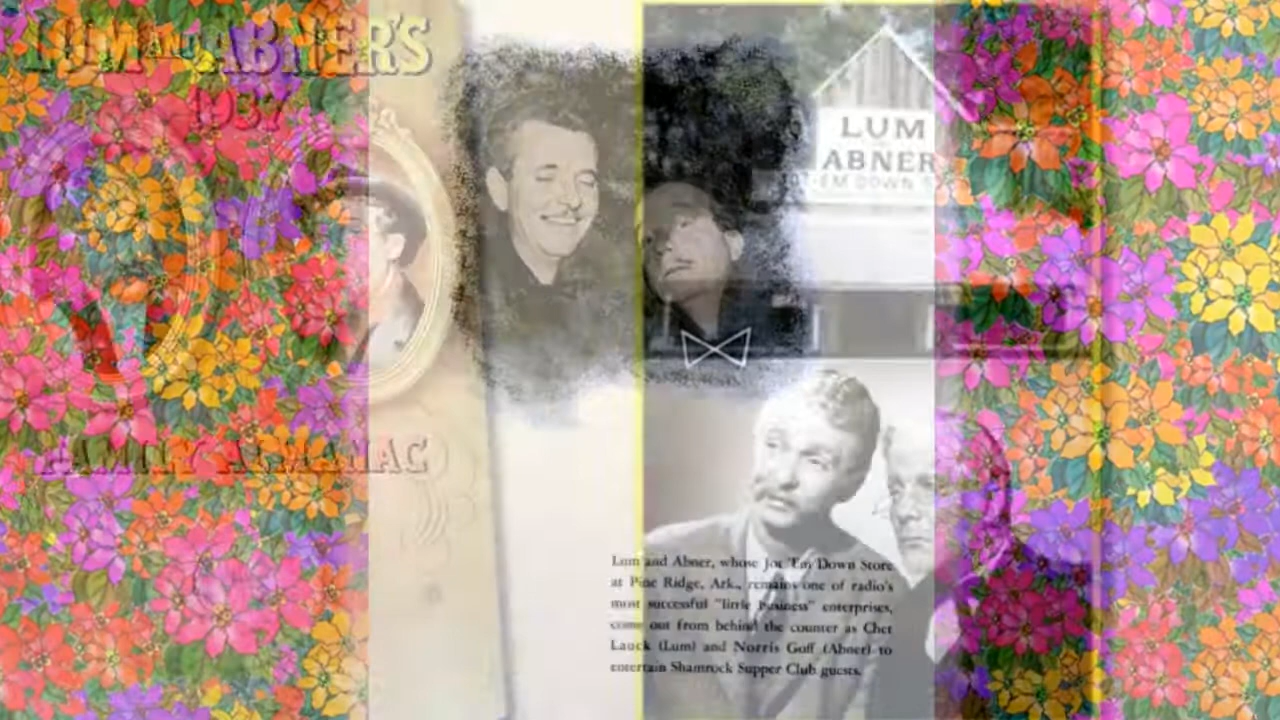 LUM AND ABNER'S
1937
FAMILY ALMANAC
LUM
ABNER
'EM DOWN S
Lum and Abner, whose Jot 'Em Down Store
at Pine Ridge, Ark., remains one of radio's
most successful "little business" enterprises,
come out from behind the counter as Chet
Lauck (Lum) and Norris Goff (Abner) to
entertain Shamrock Supper Club guests.